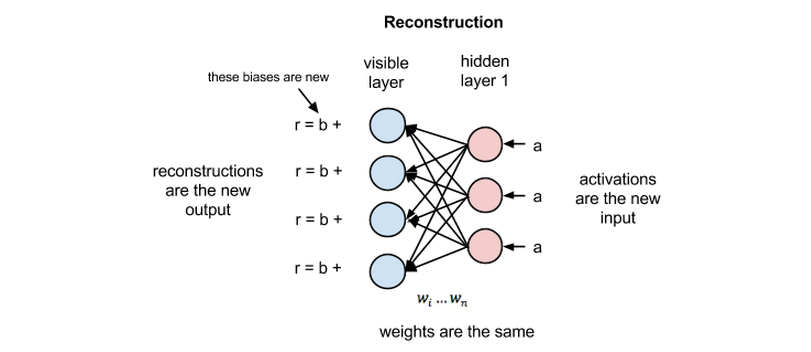 Reconstruction
visible
layer
hidden
layer 1
these biases are new
r = b +
a
r = b +
reconstructions
are the new
output
a
activations
are the new
input
r = b +
a
r = b +
wᵢ ... wₙ
weights are the same